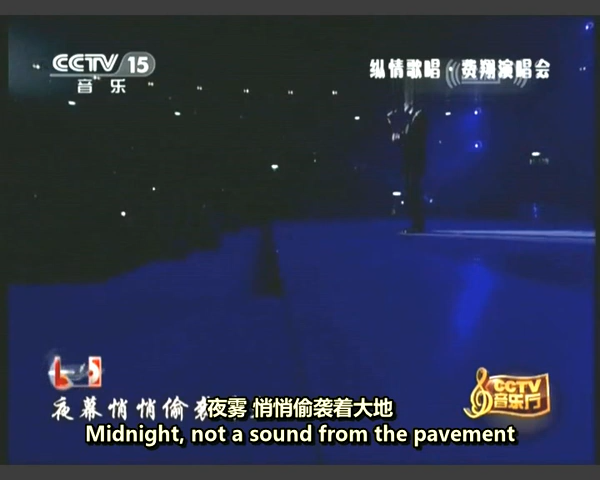 CCTV 15
音乐
纵情歌唱·费翔演唱会
CCTV
音乐厅
夜幕悄悄偷袭
夜雾 悄悄偷袭着大地
Midnight, not a sound from the pavement